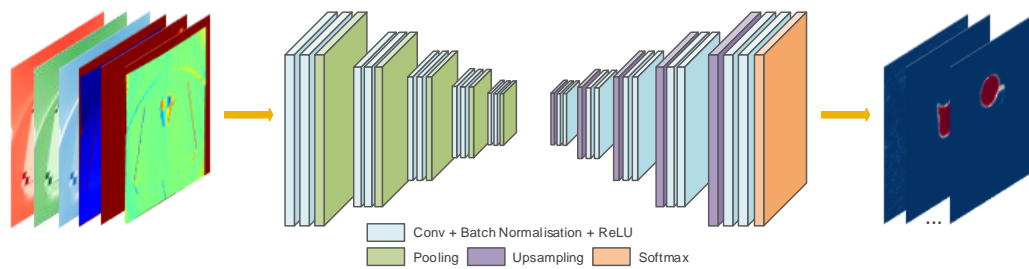 ...
Conv + Batch Normalisation + ReLU
Pooling Upsampling Softmax